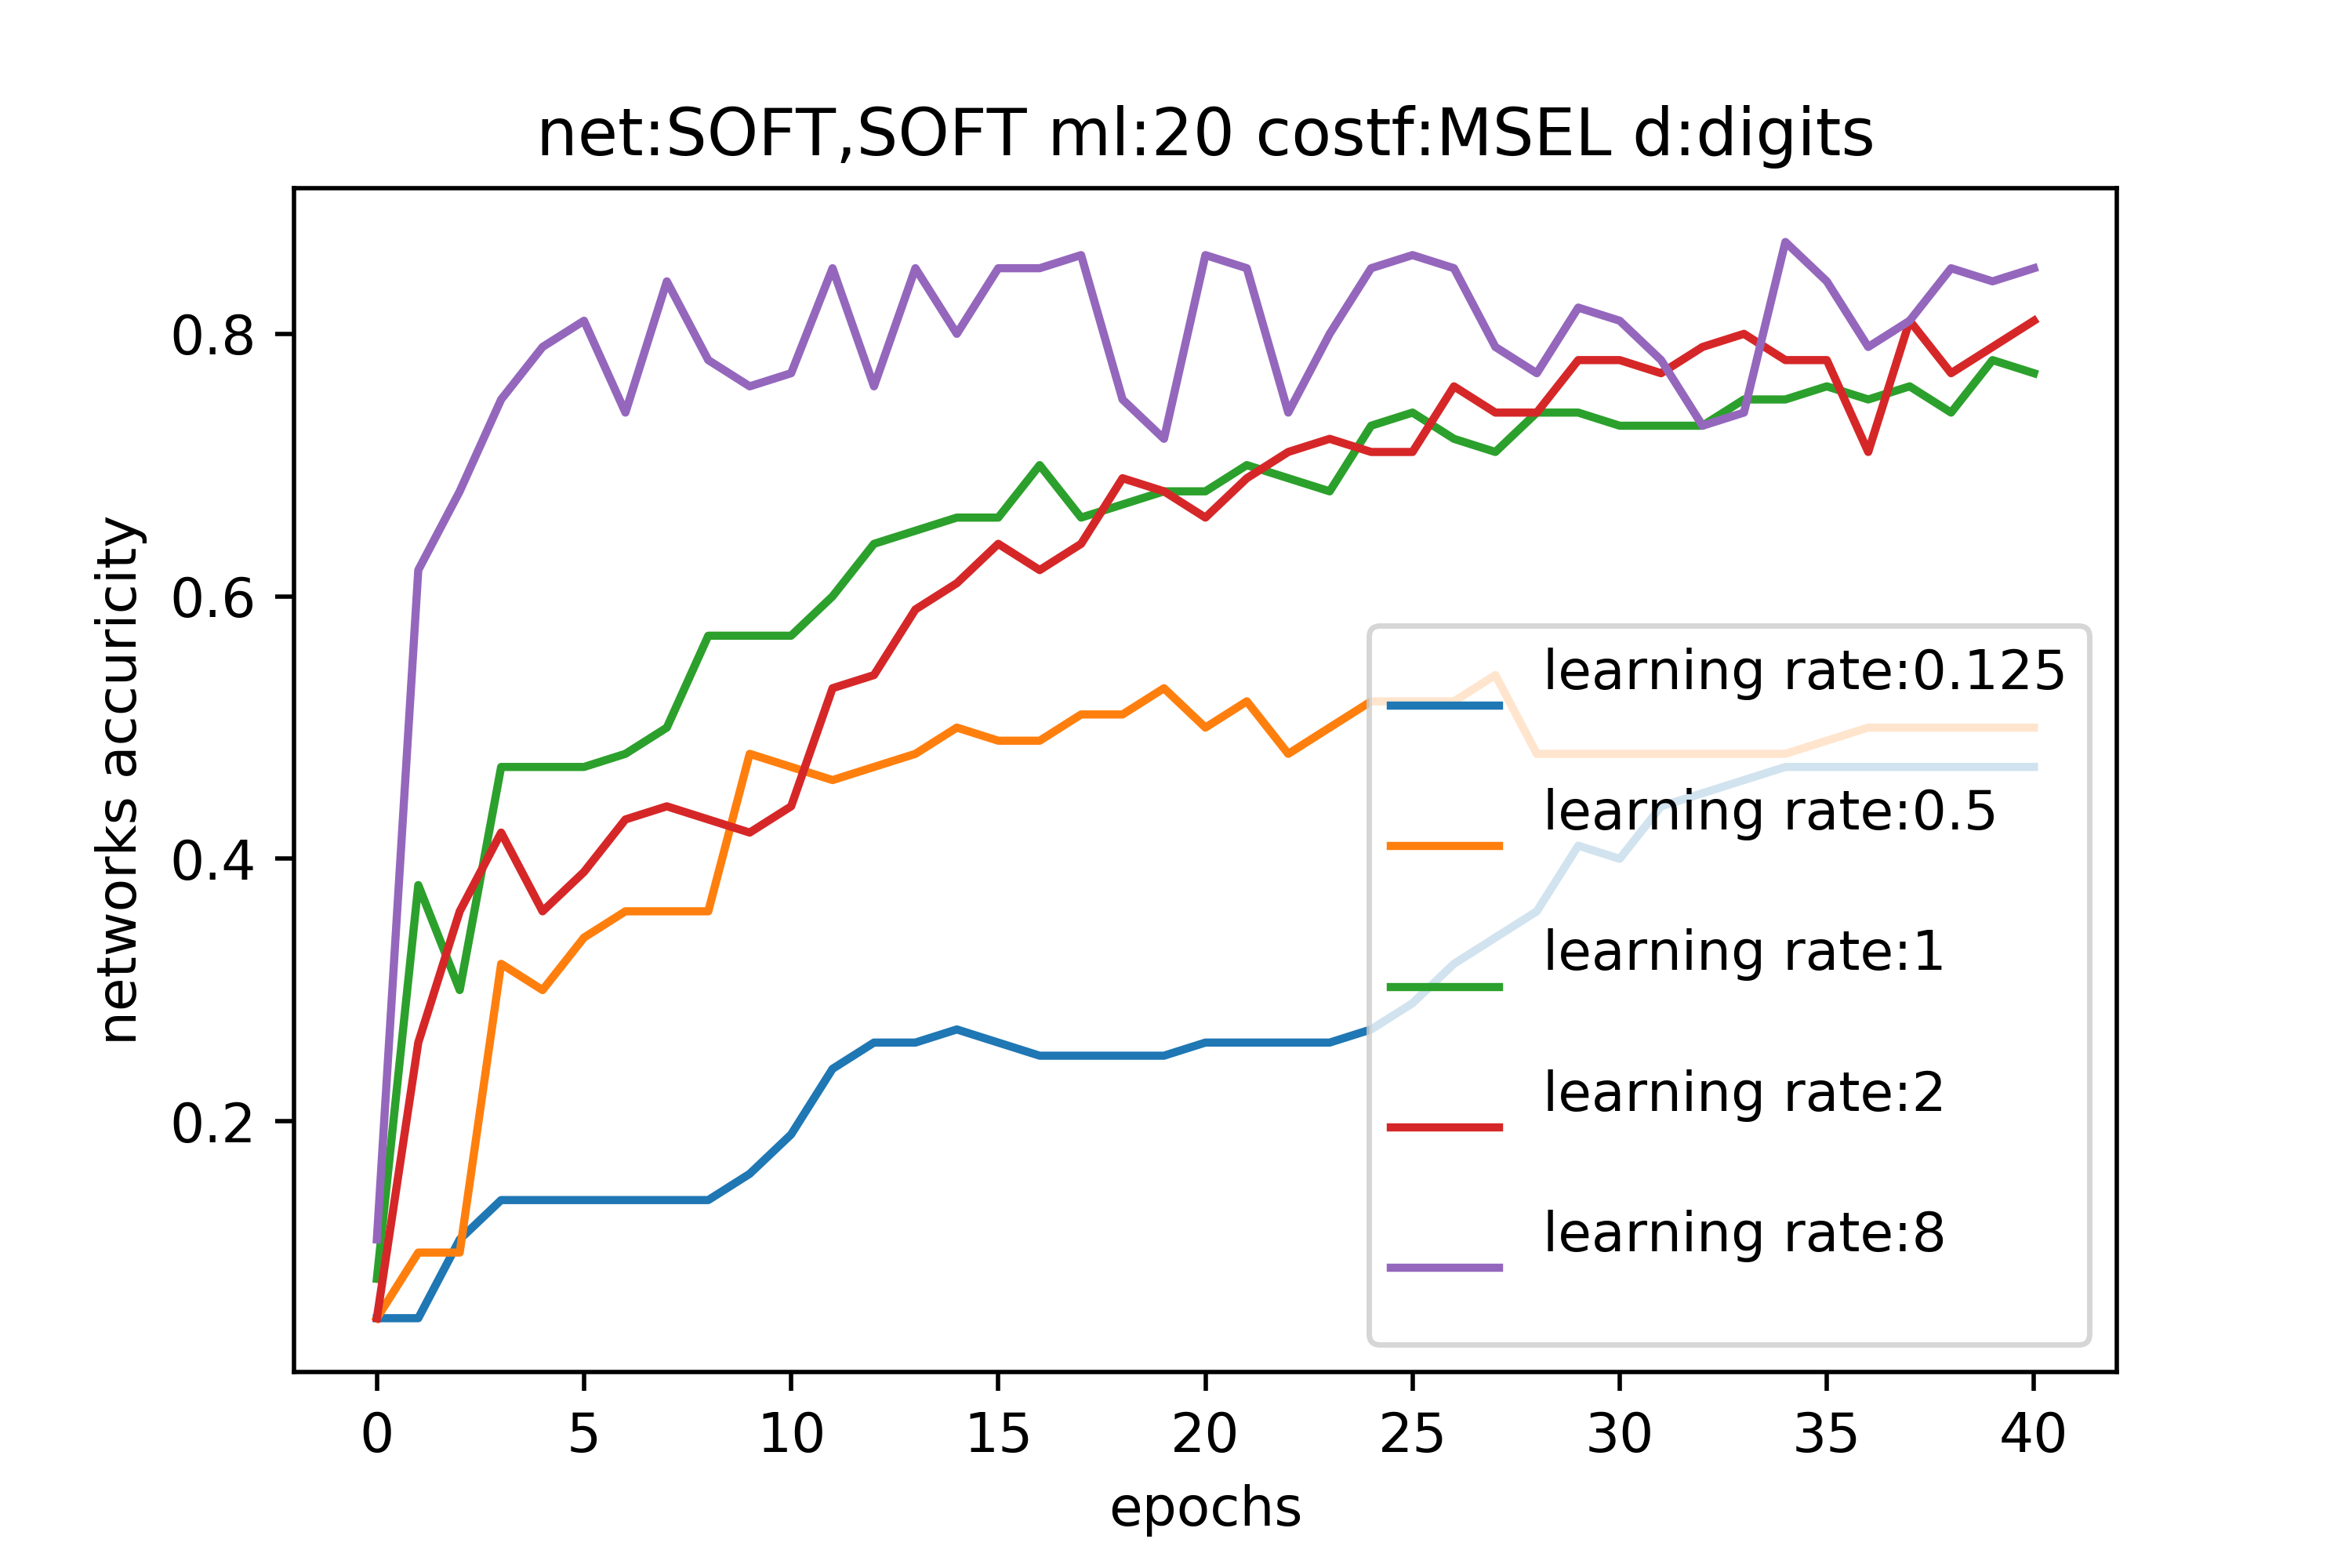 net:SOFT,SOFT ml:20 costf:MSEL d:digits
networks accuricity
0.8
0.6
0.4
0.2
learning rate:0.125
learning rate:0.5
learning rate:1
learning rate:2
learning rate:8
0 5 10 15 20 25 30 35 40
epochs